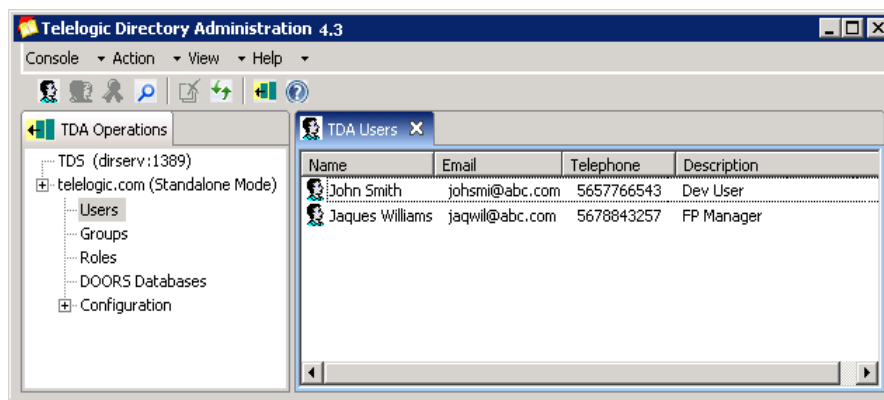 Telelogic Directory Administration 4.3
Console Action View Help
TDA Operations
TDS (dirserv:1389)
telelogic.com (Standalone Mode)
Users
Groups
Roles
DOORS Databases
Configuration
TDA Users
Name Email Telephone Description
John Smith johsmi@abc.com 5657766543 Dev User
Jaques Williams jaqwil@abc.com 5678843257 FP Manager